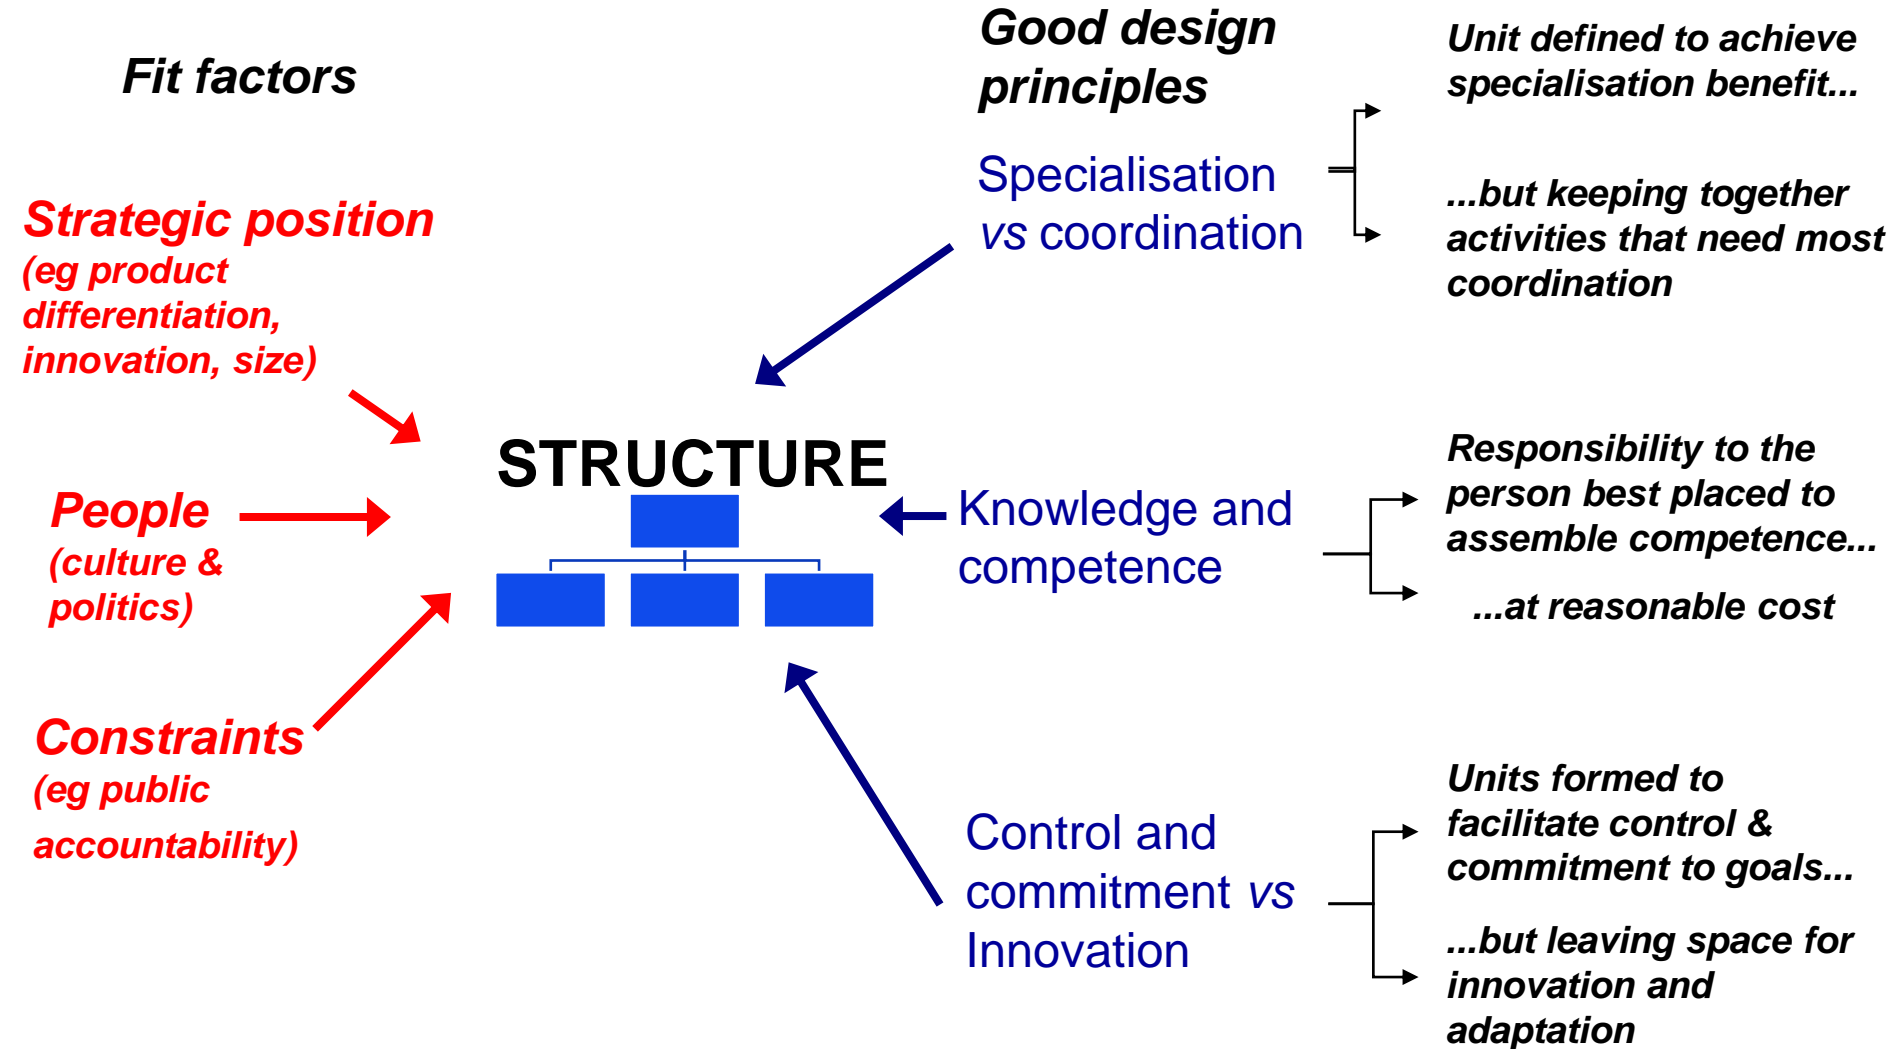 Fit factors
Strategic position
(eg product
differentiation,
innovation, size)
People
(culture &
politics)
Constraints
(eg public
accountability)
STRUCTURE
Good design
principles
Specialisation
vs coordination
Unit defined to achieve
specialisation benefit...
...but keeping together
activities that need most
coordination
Knowledge and
competence
Responsibility to the
person best placed to
assemble competence...
...at reasonable cost
Control and
commitment vs
Innovation
Units formed to
facilitate control &
commitment to goals...
...but leaving space for
innovation and
adaptation